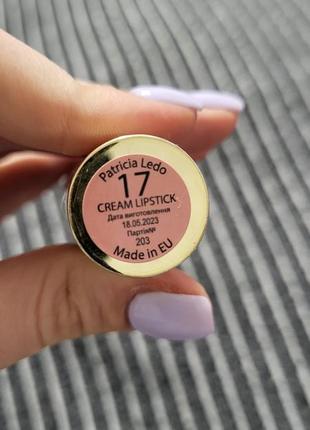 Patricia Ledo
17
CREAM LIPSTICK
Дата виготовлення
18.05.2023
Партія№
203
Made in EU